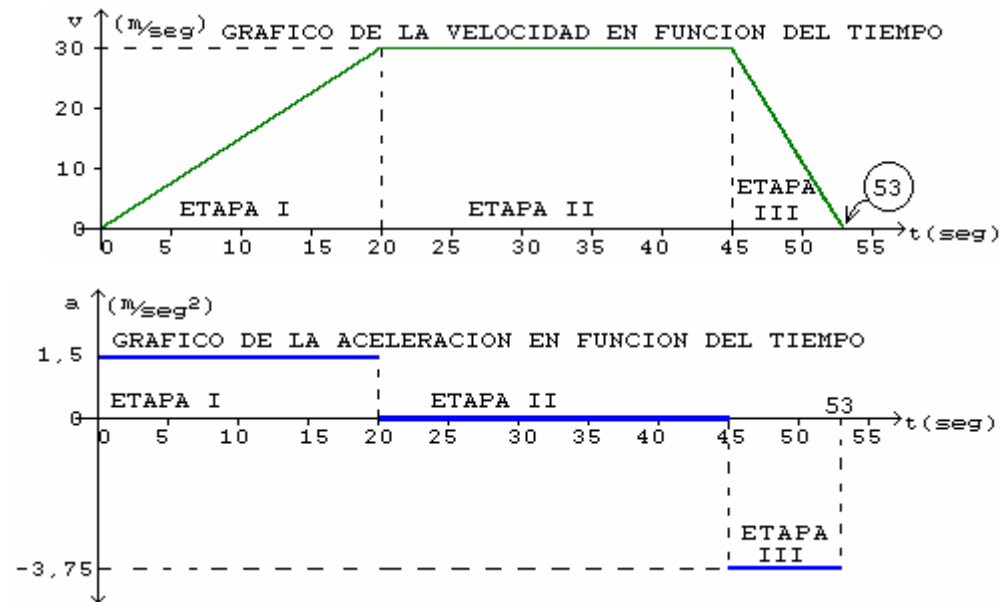 v (m/seg) GRAFICO DE LA VELOCIDAD EN FUNCION DEL TIEMPO
30
20
10
ETAPA III
53
ETAPA I
ETAPA II
0
0 5 10 15 20 25 30 35 40 45 50 55 t(seg)
a (m/seg²)
GRAFICO DE LA ACELERACION EN FUNCION DEL TIEMPO
1,5
ETAPA I
ETAPA II
53
0
0 5 10 15 20 25 30 35 40 45 50 55 t(seg)
ETAPA
III
-3,75